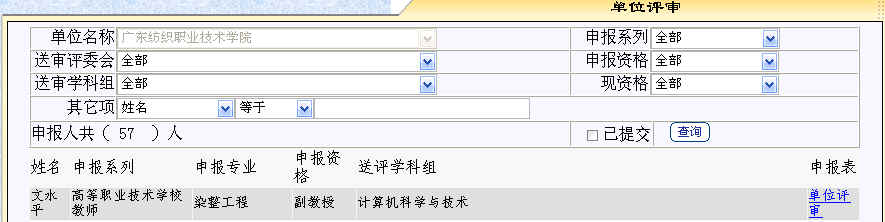 单位评审
单位名称 广东纺织职业技术学院 申报系列 全部
送审评委会 全部 申报资格 全部
送审学科组 全部 现资格 全部
其它项 姓名 等于
申报人共（ 57 ）人 已提交 查询
姓名 申报系列 申报专业 申报资格 送评学科组 申报表
文水平 高等职业技术学校教师 染整工程 副教授 计算机科学与技术 单位评审